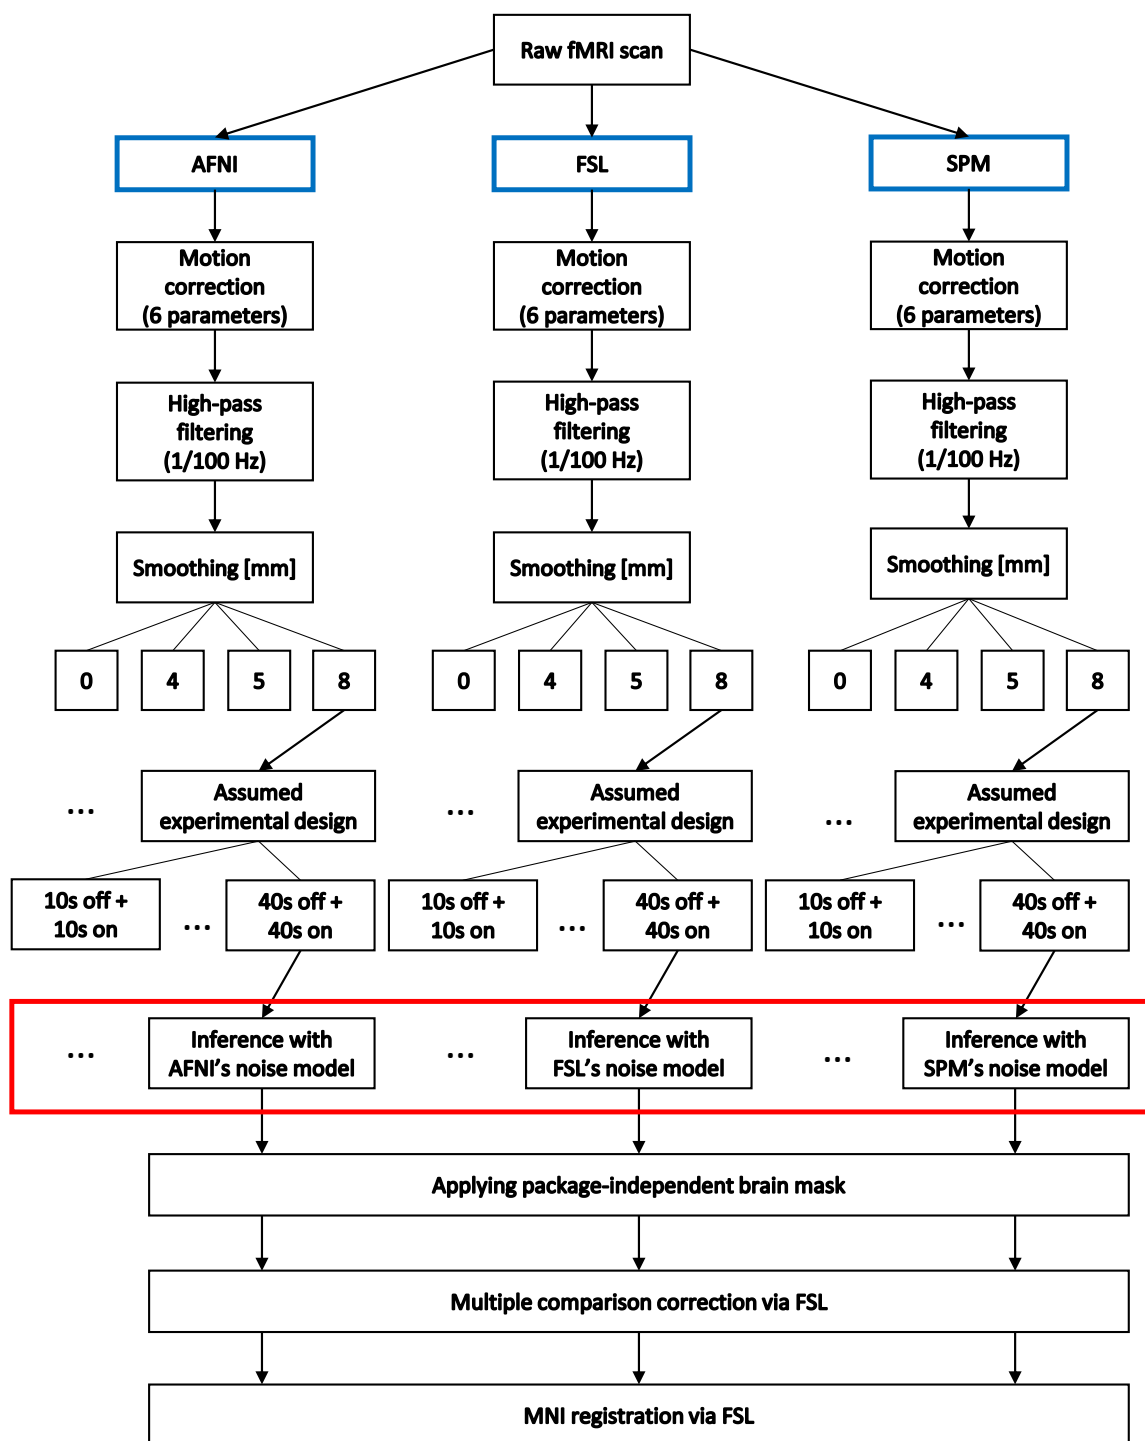 Raw fMRI scan
AFNI
FSL
SPM
Motion
correction
(6 parameters)
Motion
correction
(6 parameters)
Motion
correction
(6 parameters)
High-pass
filtering
(1/100 Hz)
High-pass
filtering
(1/100 Hz)
High-pass
filtering
(1/100 Hz)
Smoothing [mm]
Smoothing [mm]
Smoothing [mm]
0
4
5
8
0
4
5
8
0
4
5
8
...
Assumed
experimental design
...
Assumed
experimental design
...
Assumed
experimental design
10s off +
10s on
...
40s off +
40s on
10s off +
10s on
...
40s off +
40s on
10s off +
10s on
...
40s off +
40s on
...
Inference with
AFNI’s noise model
...
Inference with
FSL’s noise model
...
Inference with
SPM’s noise model
Applying package-independent brain mask
Multiple comparison correction via FSL
MNI registration via FSL